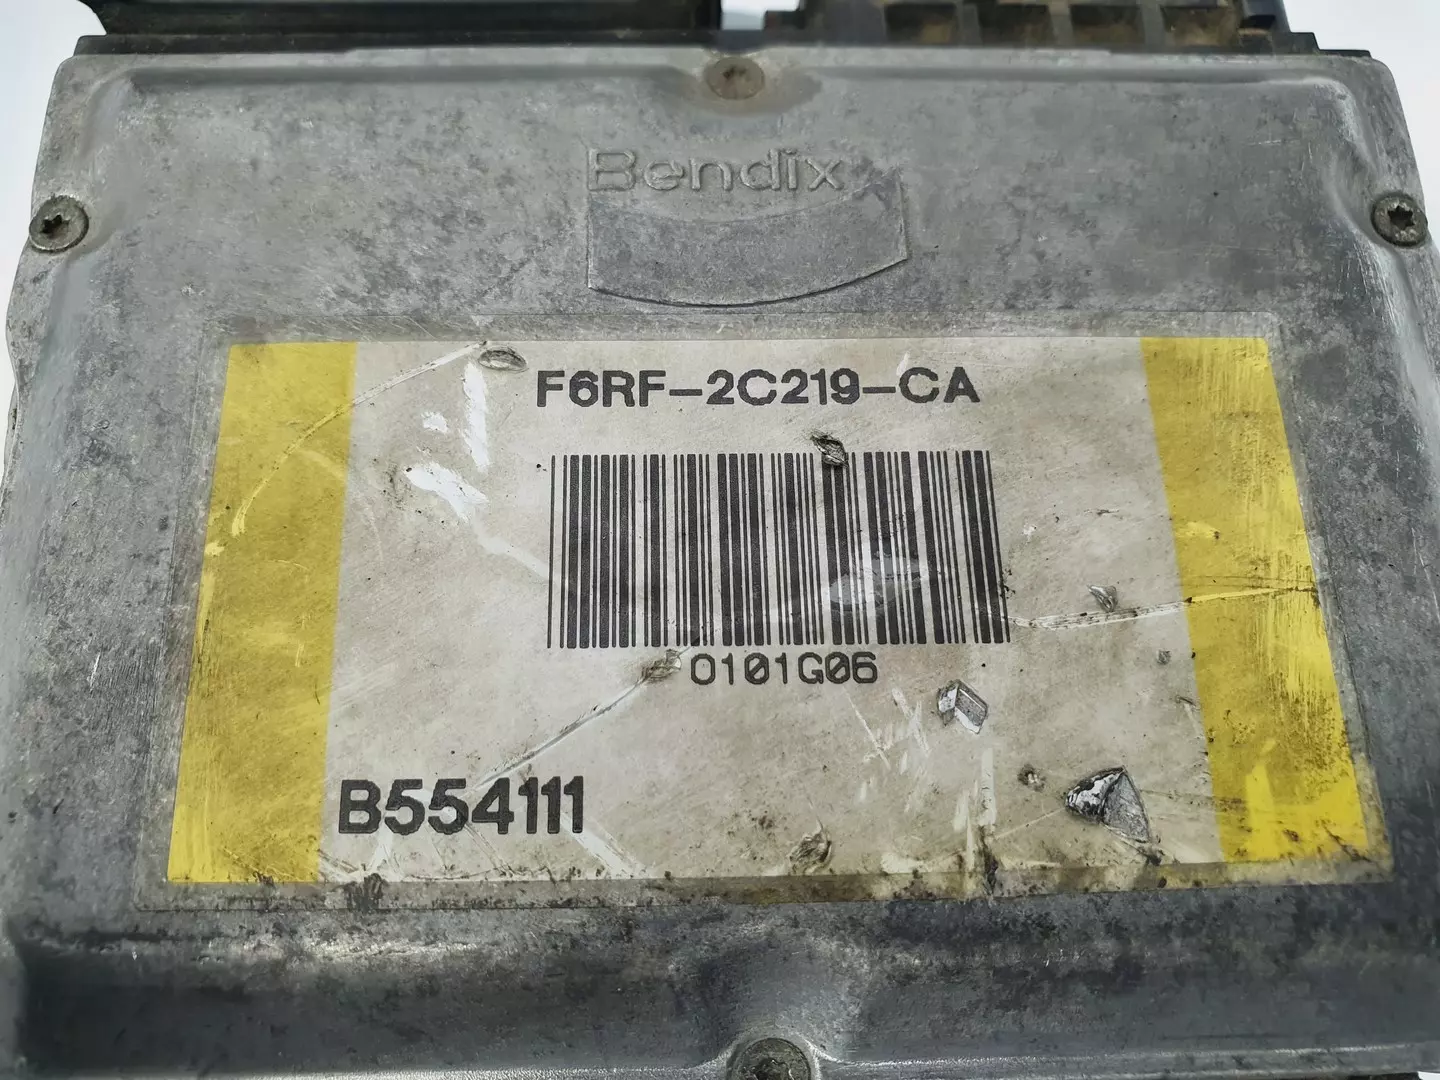 Bendix
F6RF-2C219-CA
0101G06
B554111